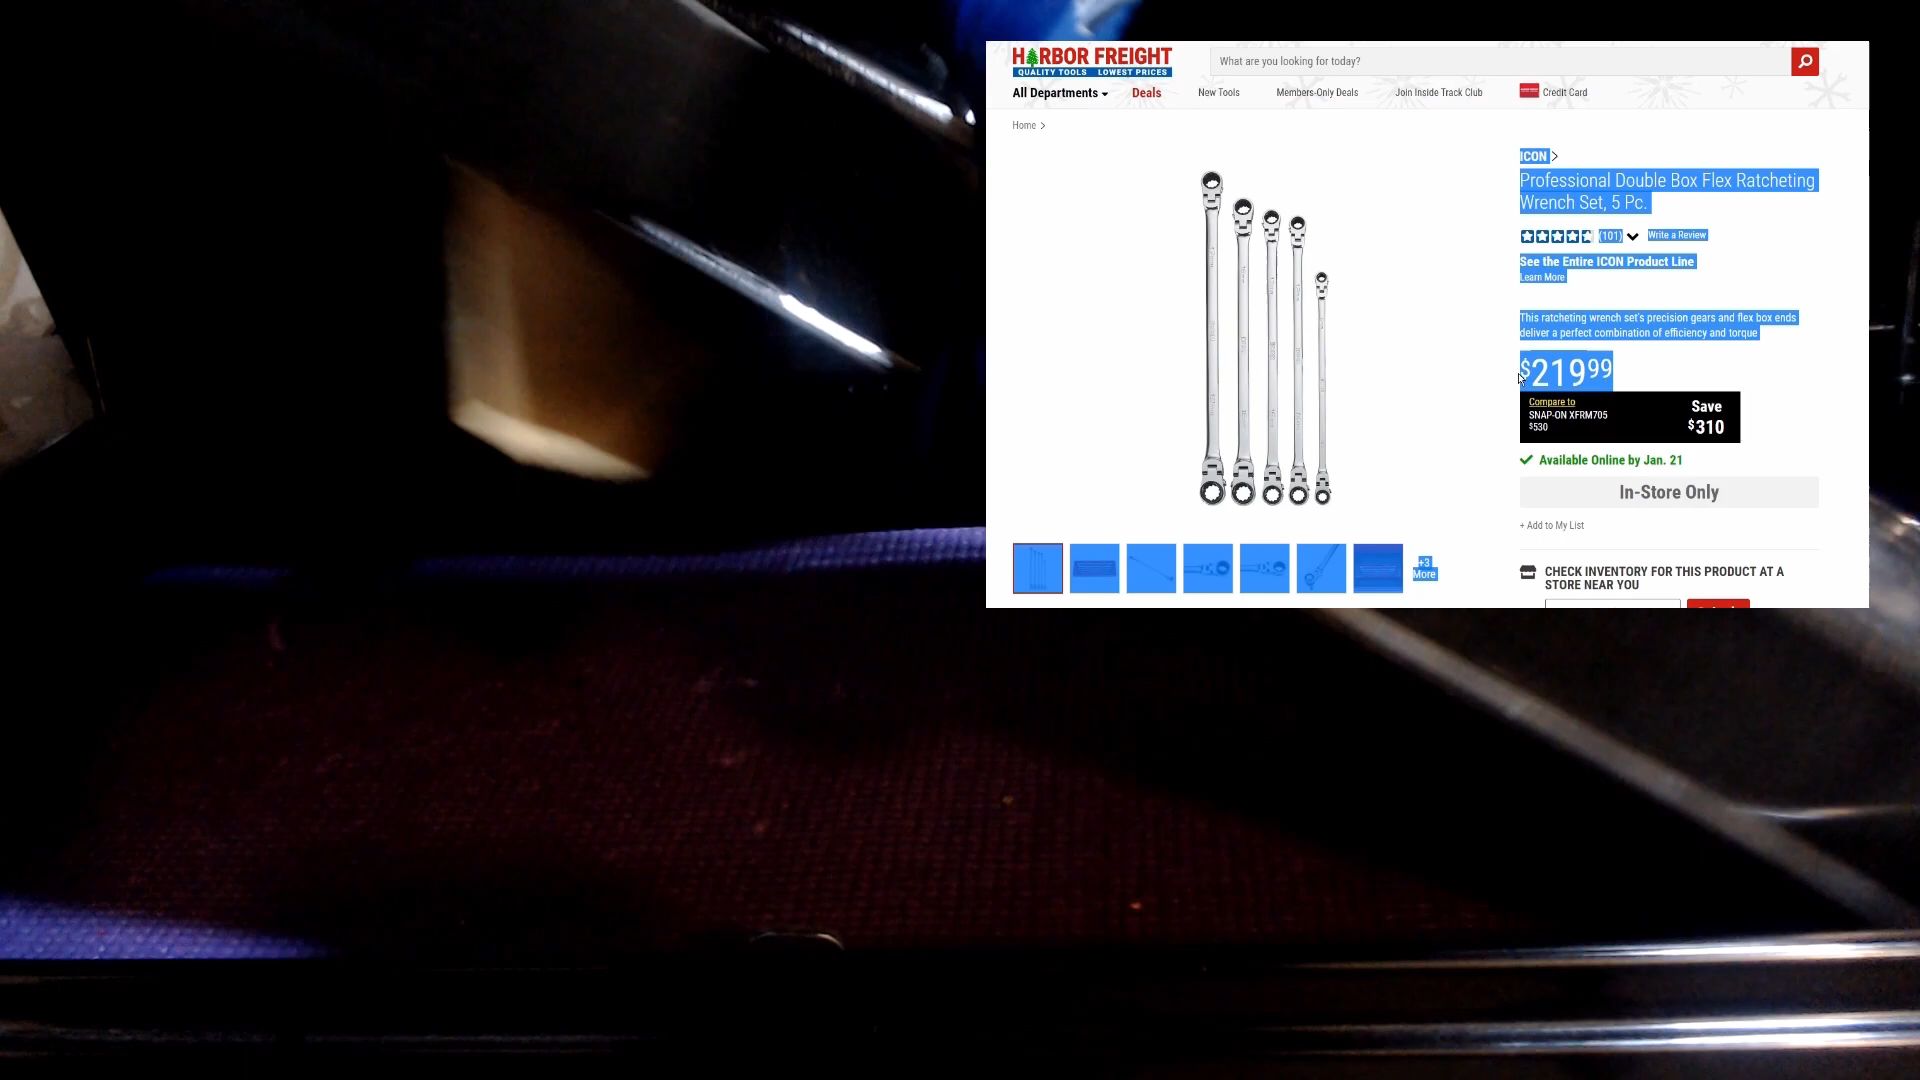 HARBOR FREIGHT
QUALITY TOOLS LOWEST PRICES
What are you looking for today?
All Departments
Deals
New Tools
Members-Only Deals
Join Inside Track Club
Credit Card
Home >
ICON >
Professional Double Box Flex Ratcheting
Wrench Set, 5 Pc.
(101)
Write a Review
See the Entire ICON Product Line
Learn More
This ratcheting wrench set's precision gears and flex box ends
deliver a perfect combination of efficiency and torque
$21999
Compare to
SNAP-ON XFRM705
$530
Save
$310
Available Online by Jan. 21
In-Store Only
+ Add to My List
+3
More
CHECK INVENTORY FOR THIS PRODUCT AT A
STORE NEAR YOU